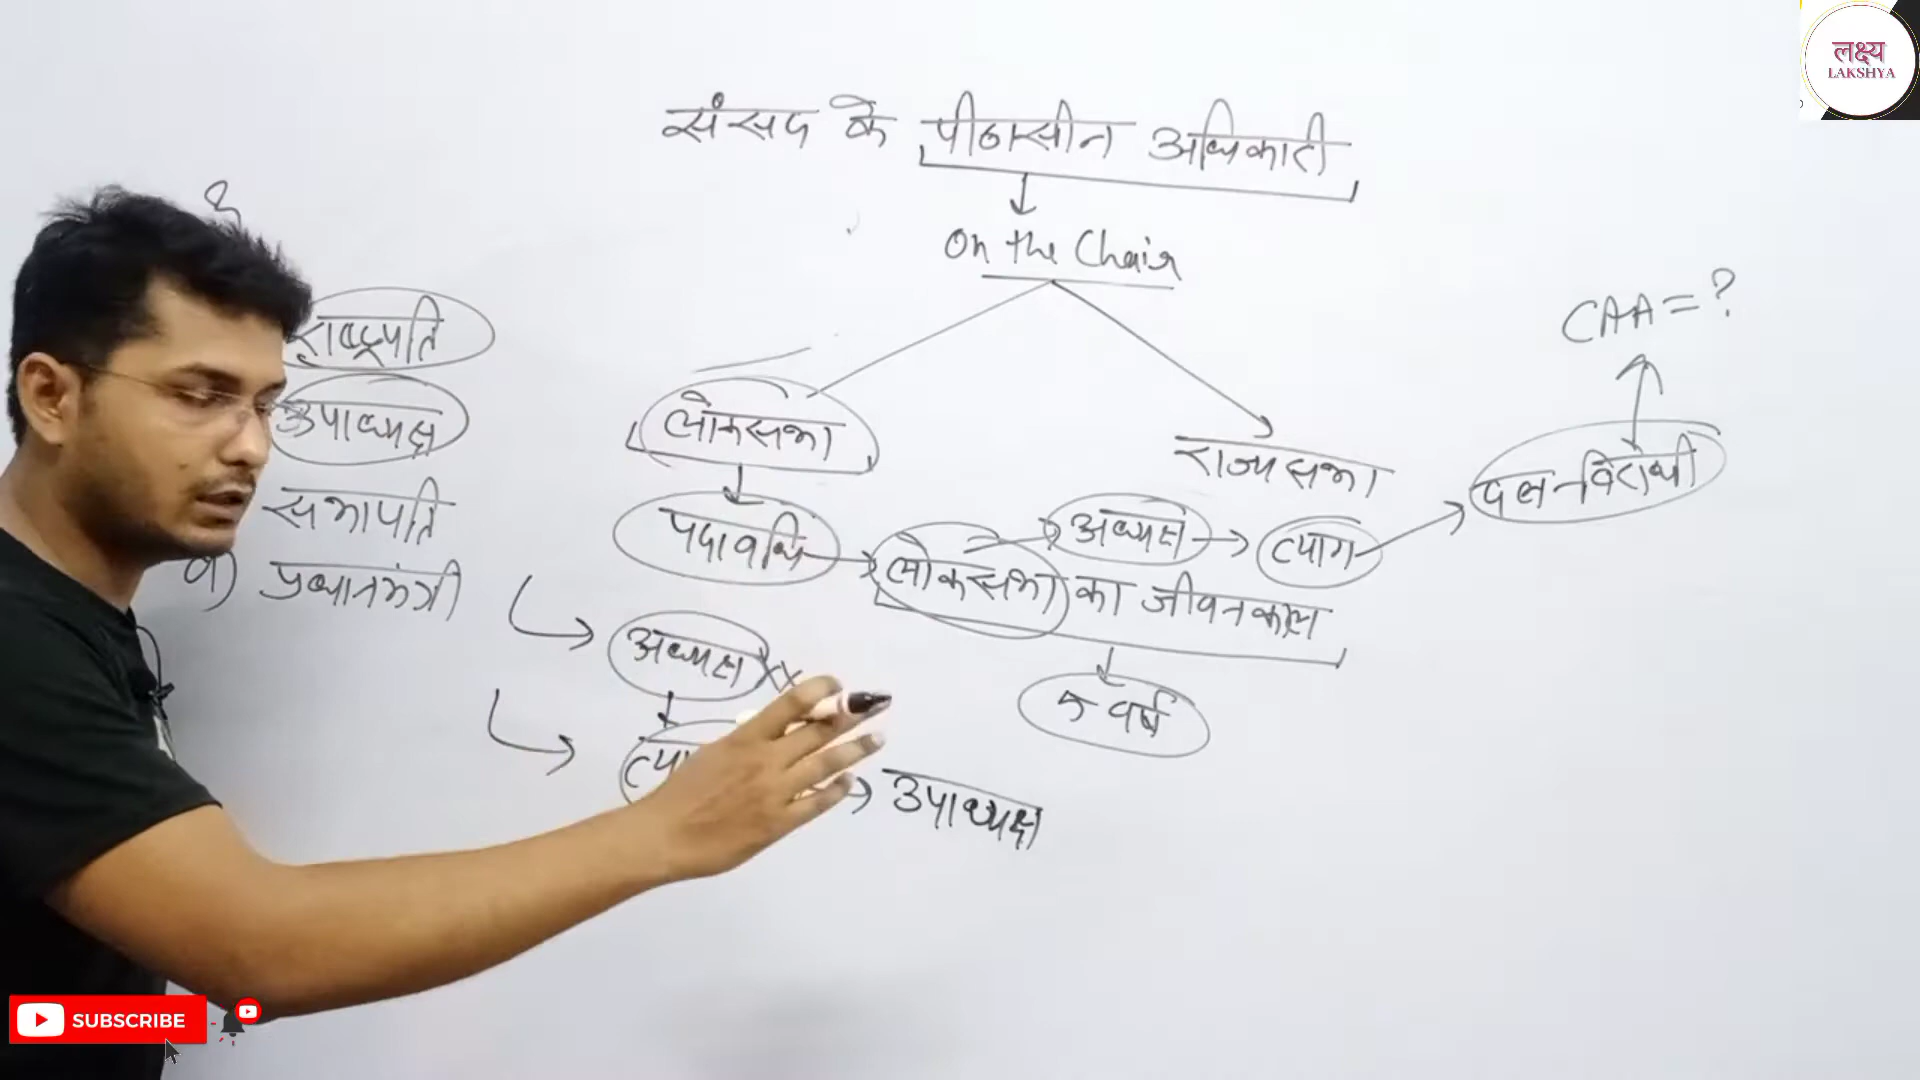 लक्ष्य
LAKSHYA
संसद के पीठासीन अधिकारी
On the Chair
CAA = ?
राष्ट्रपति
उपाध्यक्ष
सभापति
प्रधानमंत्री
लोकसभा
राज्यसभा
दल-विरोधी
पदावधि
अध्यक्ष
त्याग
लोकसभा का जीवनकाल
अध्यक्ष XX
5 वर्ष
उपाध्यक्ष
SUBSCRIBE